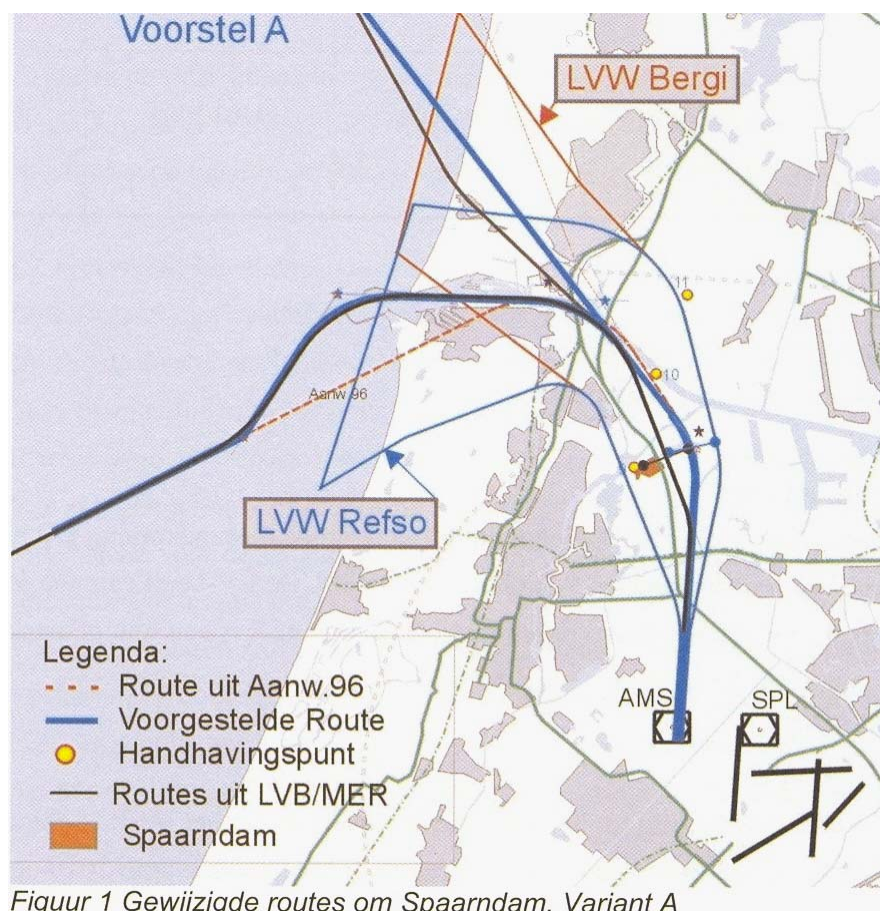 Voorstel A
LVW Bergi
11
10
Aanw 96
LVW Refso
AMS
SPL
Legenda:
Route uit Aanw.96
Voorgestelde Route
Handhavingspunt
Routes uit LVB/MER
Spaarndam
Figuur 1 Gewijzigde routes om Spaarndam. Variant A